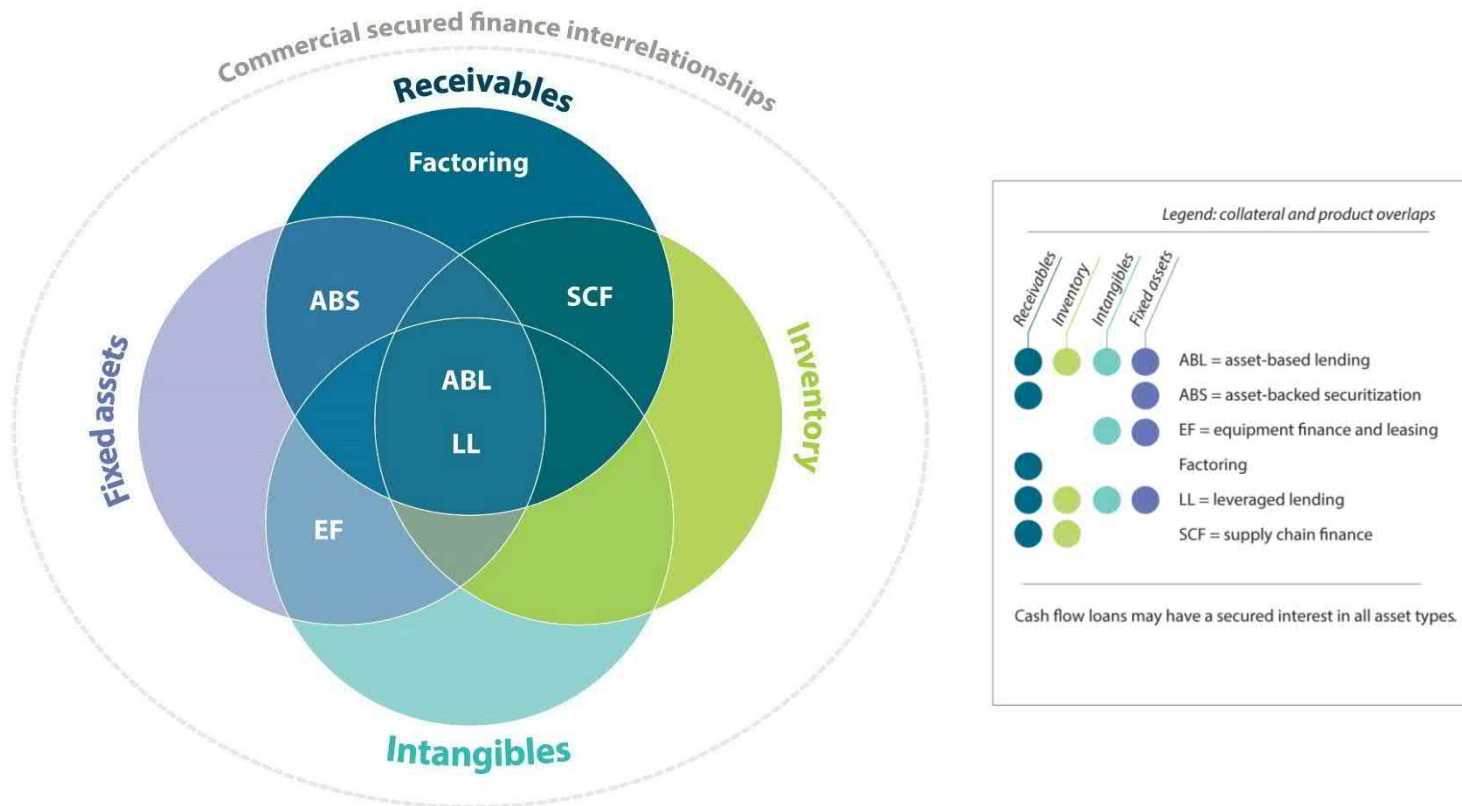 Commercial secured finance interrelationships
Receivables
Factoring
ABS
SCF
Fixed assets
Inventory
ABL
LL
EF
Intangibles
Legend: collateral and product overlaps
Receivables
Inventory
Intangibles
Fixed assets
ABL = asset-based lending
ABS = asset-backed securitization
EF = equipment finance and leasing
Factoring
LL = leveraged lending
SCF = supply chain finance
Cash flow loans may have a secured interest in all asset types.